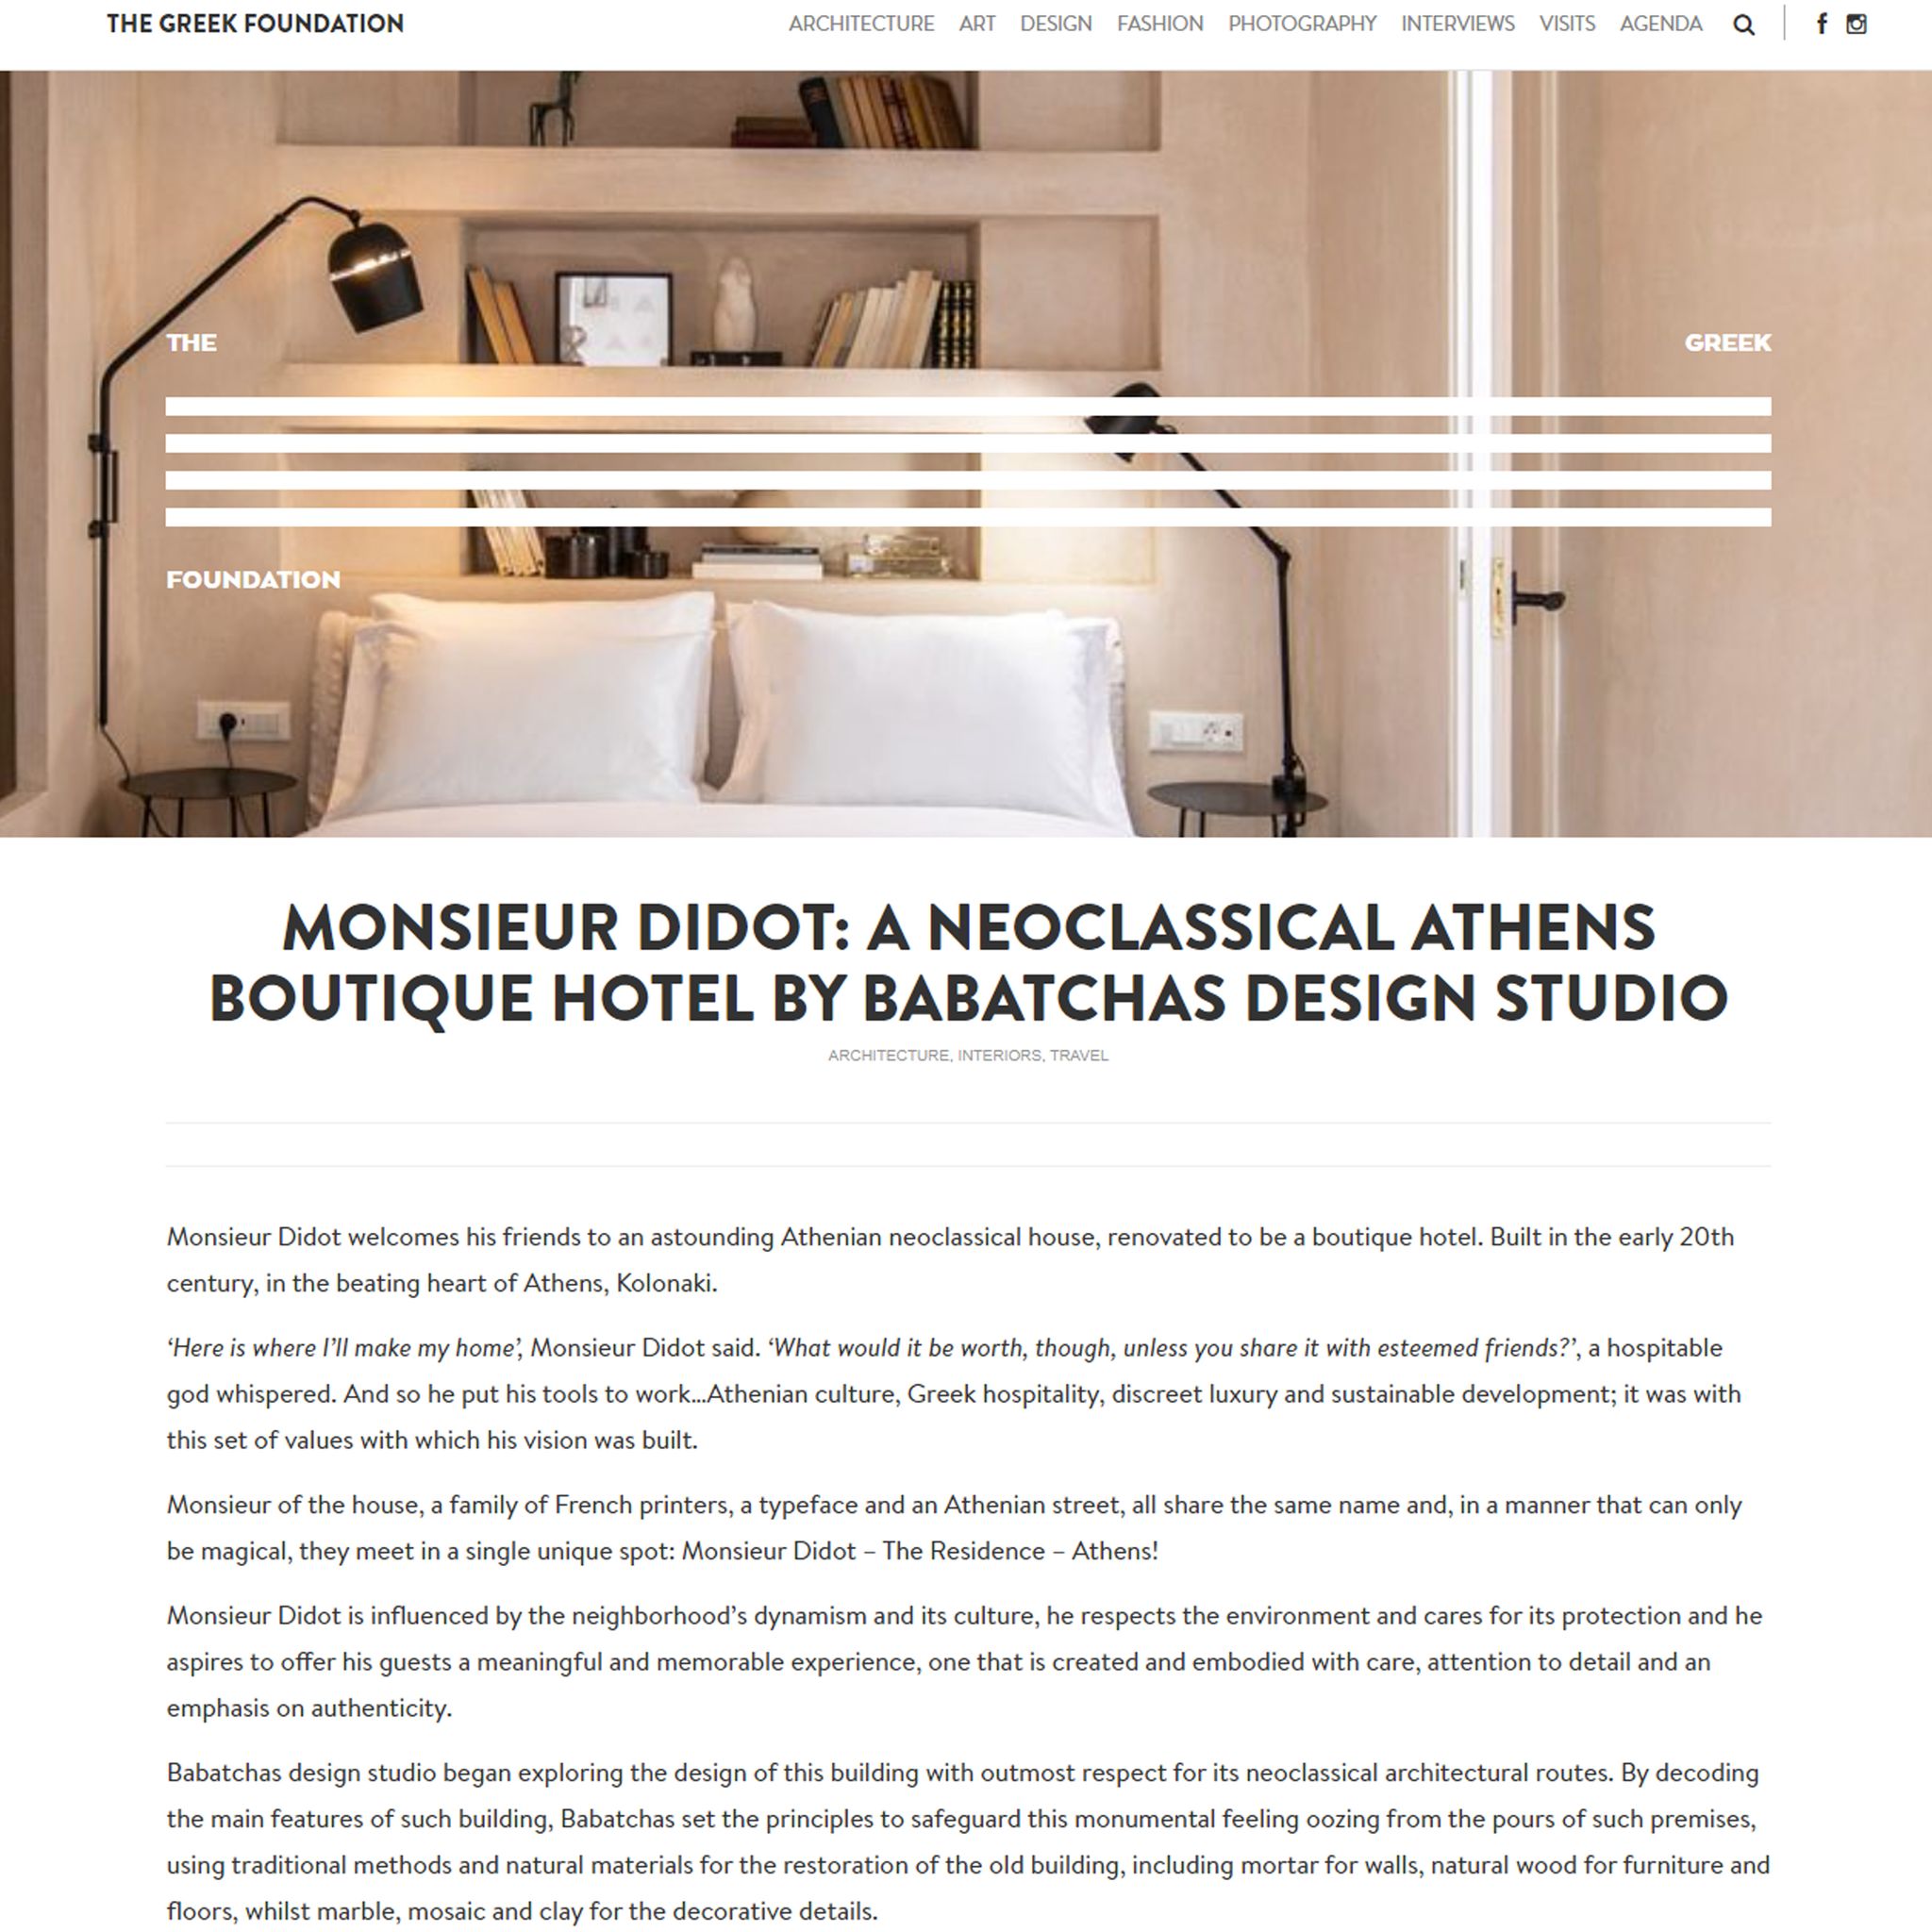 THE GREEK FOUNDATION
ARCHITECTURE ART DESIGN FASHION PHOTOGRAPHY INTERVIEWS VISITS AGENDA
THE GREEK
FOUNDATION
MONSIEUR DIDOT: A NEOCLASSICAL ATHENS
BOUTIQUE HOTEL BY BABATCHAS DESIGN STUDIO
ARCHITECTURE, INTERIORS, TRAVEL
Monsieur Didot welcomes his friends to an astounding Athenian neoclassical house, renovated to be a boutique hotel. Built in the early 20th
century, in the beating heart of Athens, Kolonaki.
‘Here is where I’ll make my home’, Monsieur Didot said. ‘What would it be worth, though, unless you share it with esteemed friends?’, a hospitable
god whispered. And so he put his tools to work…Athenian culture, Greek hospitality, discreet luxury and sustainable development; it was with
this set of values with which his vision was built.
Monsieur of the house, a family of French printers, a typeface and an Athenian street, all share the same name and, in a manner that can only
be magical, they meet in a single unique spot: Monsieur Didot – The Residence – Athens!
Monsieur Didot is influenced by the neighborhood’s dynamism and its culture, he respects the environment and cares for its protection and he
aspires to offer his guests a meaningful and memorable experience, one that is created and embodied with care, attention to detail and an
emphasis on authenticity.
Babatchas design studio began exploring the design of this building with outmost respect for its neoclassical architectural routes. By decoding
the main features of such building, Babatchas set the principles to safeguard this monumental feeling oozing from the pours of such premises,
using traditional methods and natural materials for the restoration of the old building, including mortar for walls, natural wood for furniture and
floors, whilst marble, mosaic and clay for the decorative details.